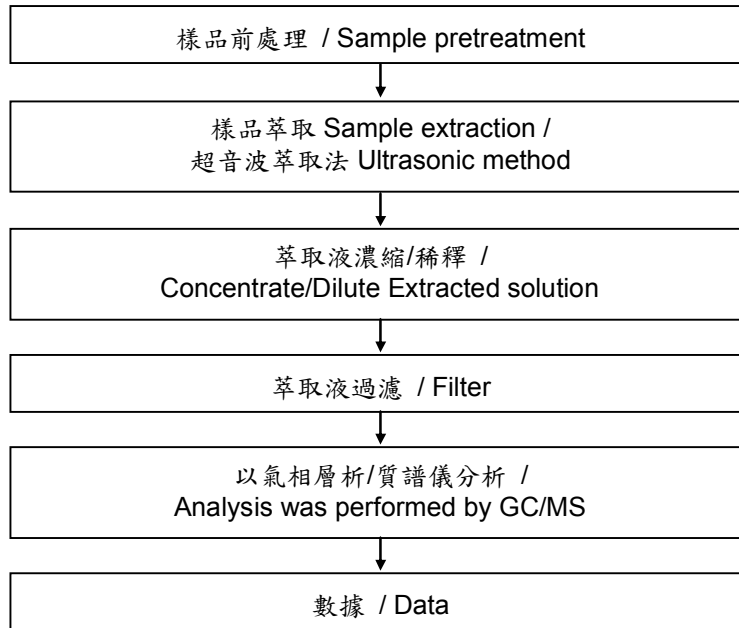 樣品前處理 / Sample pretreatment
樣品萃取 Sample extraction /
超音波萃取法 Ultrasonic method
萃取液濃縮/稀釋 /
Concentrate/Dilute Extracted solution
萃取液過濾 / Filter
以氣相層析/質譜儀分析 /
Analysis was performed by GC/MS
數據 / Data